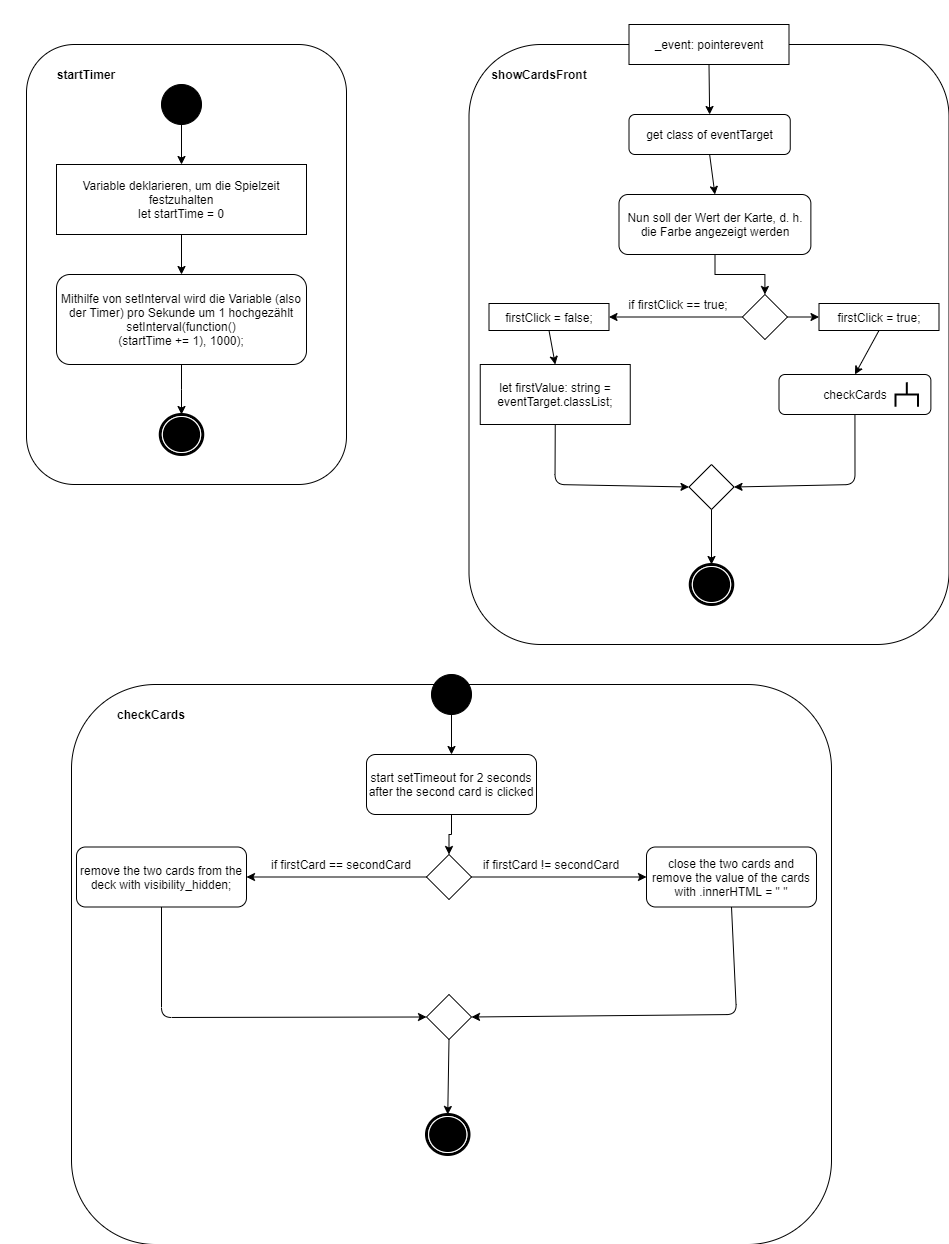 startTimer
Variable deklarieren, um die Spielzeit
festzuhalten
let startTime = 0
Mithilfe von setInterval wird die Variable (also
der Timer) pro Sekunde um 1 hochgezählt
setInterval(function()
(startTime += 1), 1000);
_event: pointerevent
showCardsFront
get class of eventTarget
Nun soll der Wert der Karte, d. h.
die Farbe angezeigt werden
if firstClick == true;
firstClick = false;
firstClick = true;
let firstValue: string =
eventTarget.classList;
checkCards
checkCards
start setTimeout for 2 seconds
after the second card is clicked
if firstCard == secondCard
if firstCard != secondCard
remove the two cards from the
deck with visibility_hidden;
close the two cards and
remove the value of the cards
with .innerHTML = " "